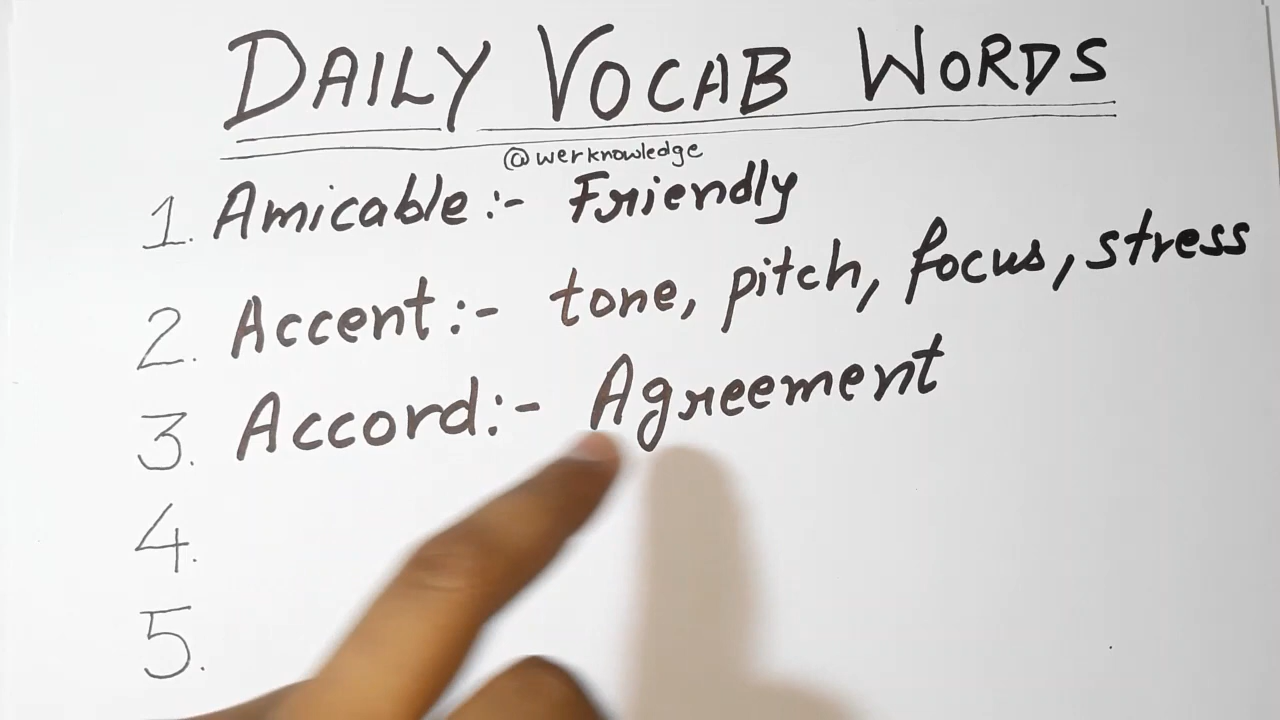 DAILY VOCAB WORDS
@werknowledge
1. Amicable:- Friendly
2. Accent:- tone, pitch, focus, stress
3. Accord:- Agreement
4.
5.